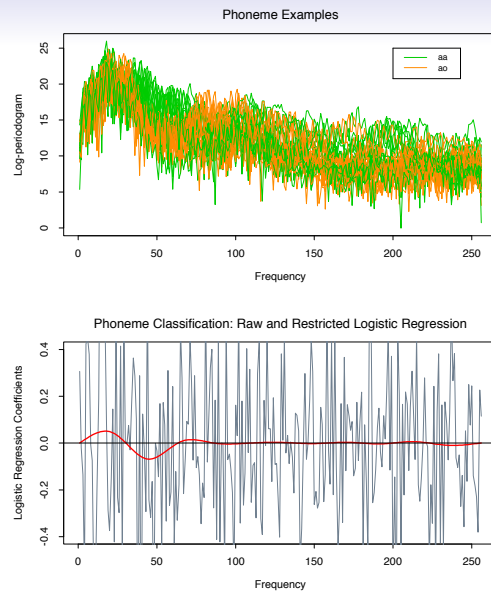 Phoneme Examples
25
20
15
10
5
0
Log-periodogram
aa
ao
0 50 100 150 200 250
Frequency
Phoneme Classification: Raw and Restricted Logistic Regression
0.4
0.2
0.0
-0.2
-0.4
Logistic Regression Coefficients
0 50 100 150 200 250
Frequency